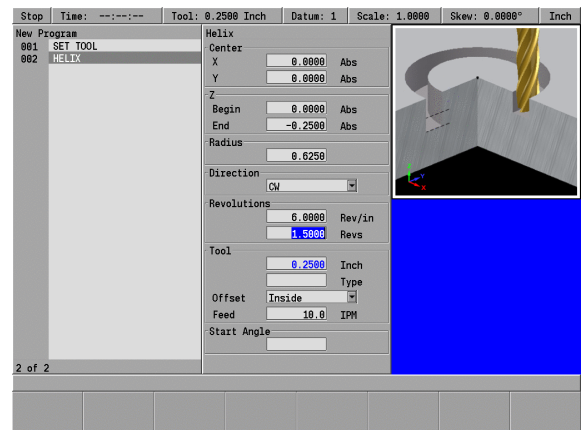 Stop Time: --:--:-- Tool: 0.2500 Inch Datum: 1 Scale: 1.0000 Skew: 0.0000° Inch
New Program
001 SET TOOL
002 HELIX
2 of 2
Helix
Center
X 0.0000 Abs
Y 0.0000 Abs
Z
Begin 0.0000 Abs
End -0.2500 Abs
Radius
0.6250
Direction
CW
Revolutions
6.0000 Rev/in
1.5000 Revs
Tool
0.2500 Inch
Type
Offset Inside
Feed 10.0 IPM
Start Angle
Z
Y
X